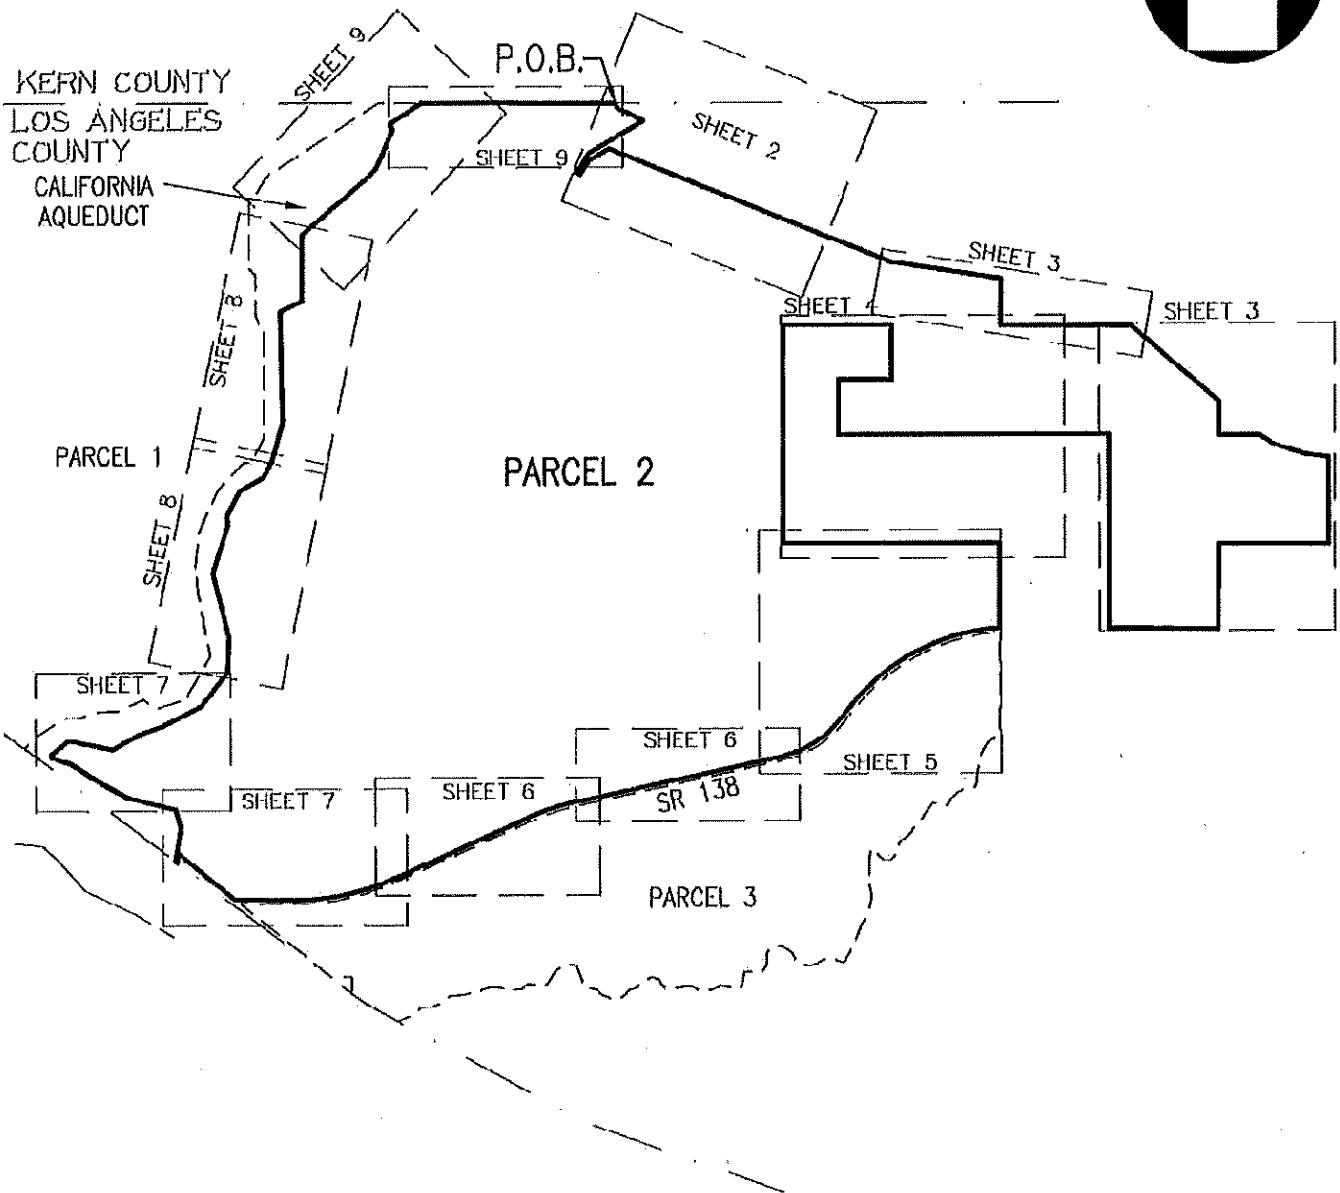 SHEET 9
P.O.B.
KERN COUNTY
LOS ANGELES
COUNTY
SHEET 2
SHEET 9
CALIFORNIA
AQUEDUCT
SHEET 3
SHEET
SHEET 3
SHEET 8
PARCEL 1
PARCEL 2
SHEET 8
SHEET 7
SHEET 6
SHEET 5
SHEET 7
SHEET 6
SR 138
PARCEL 3